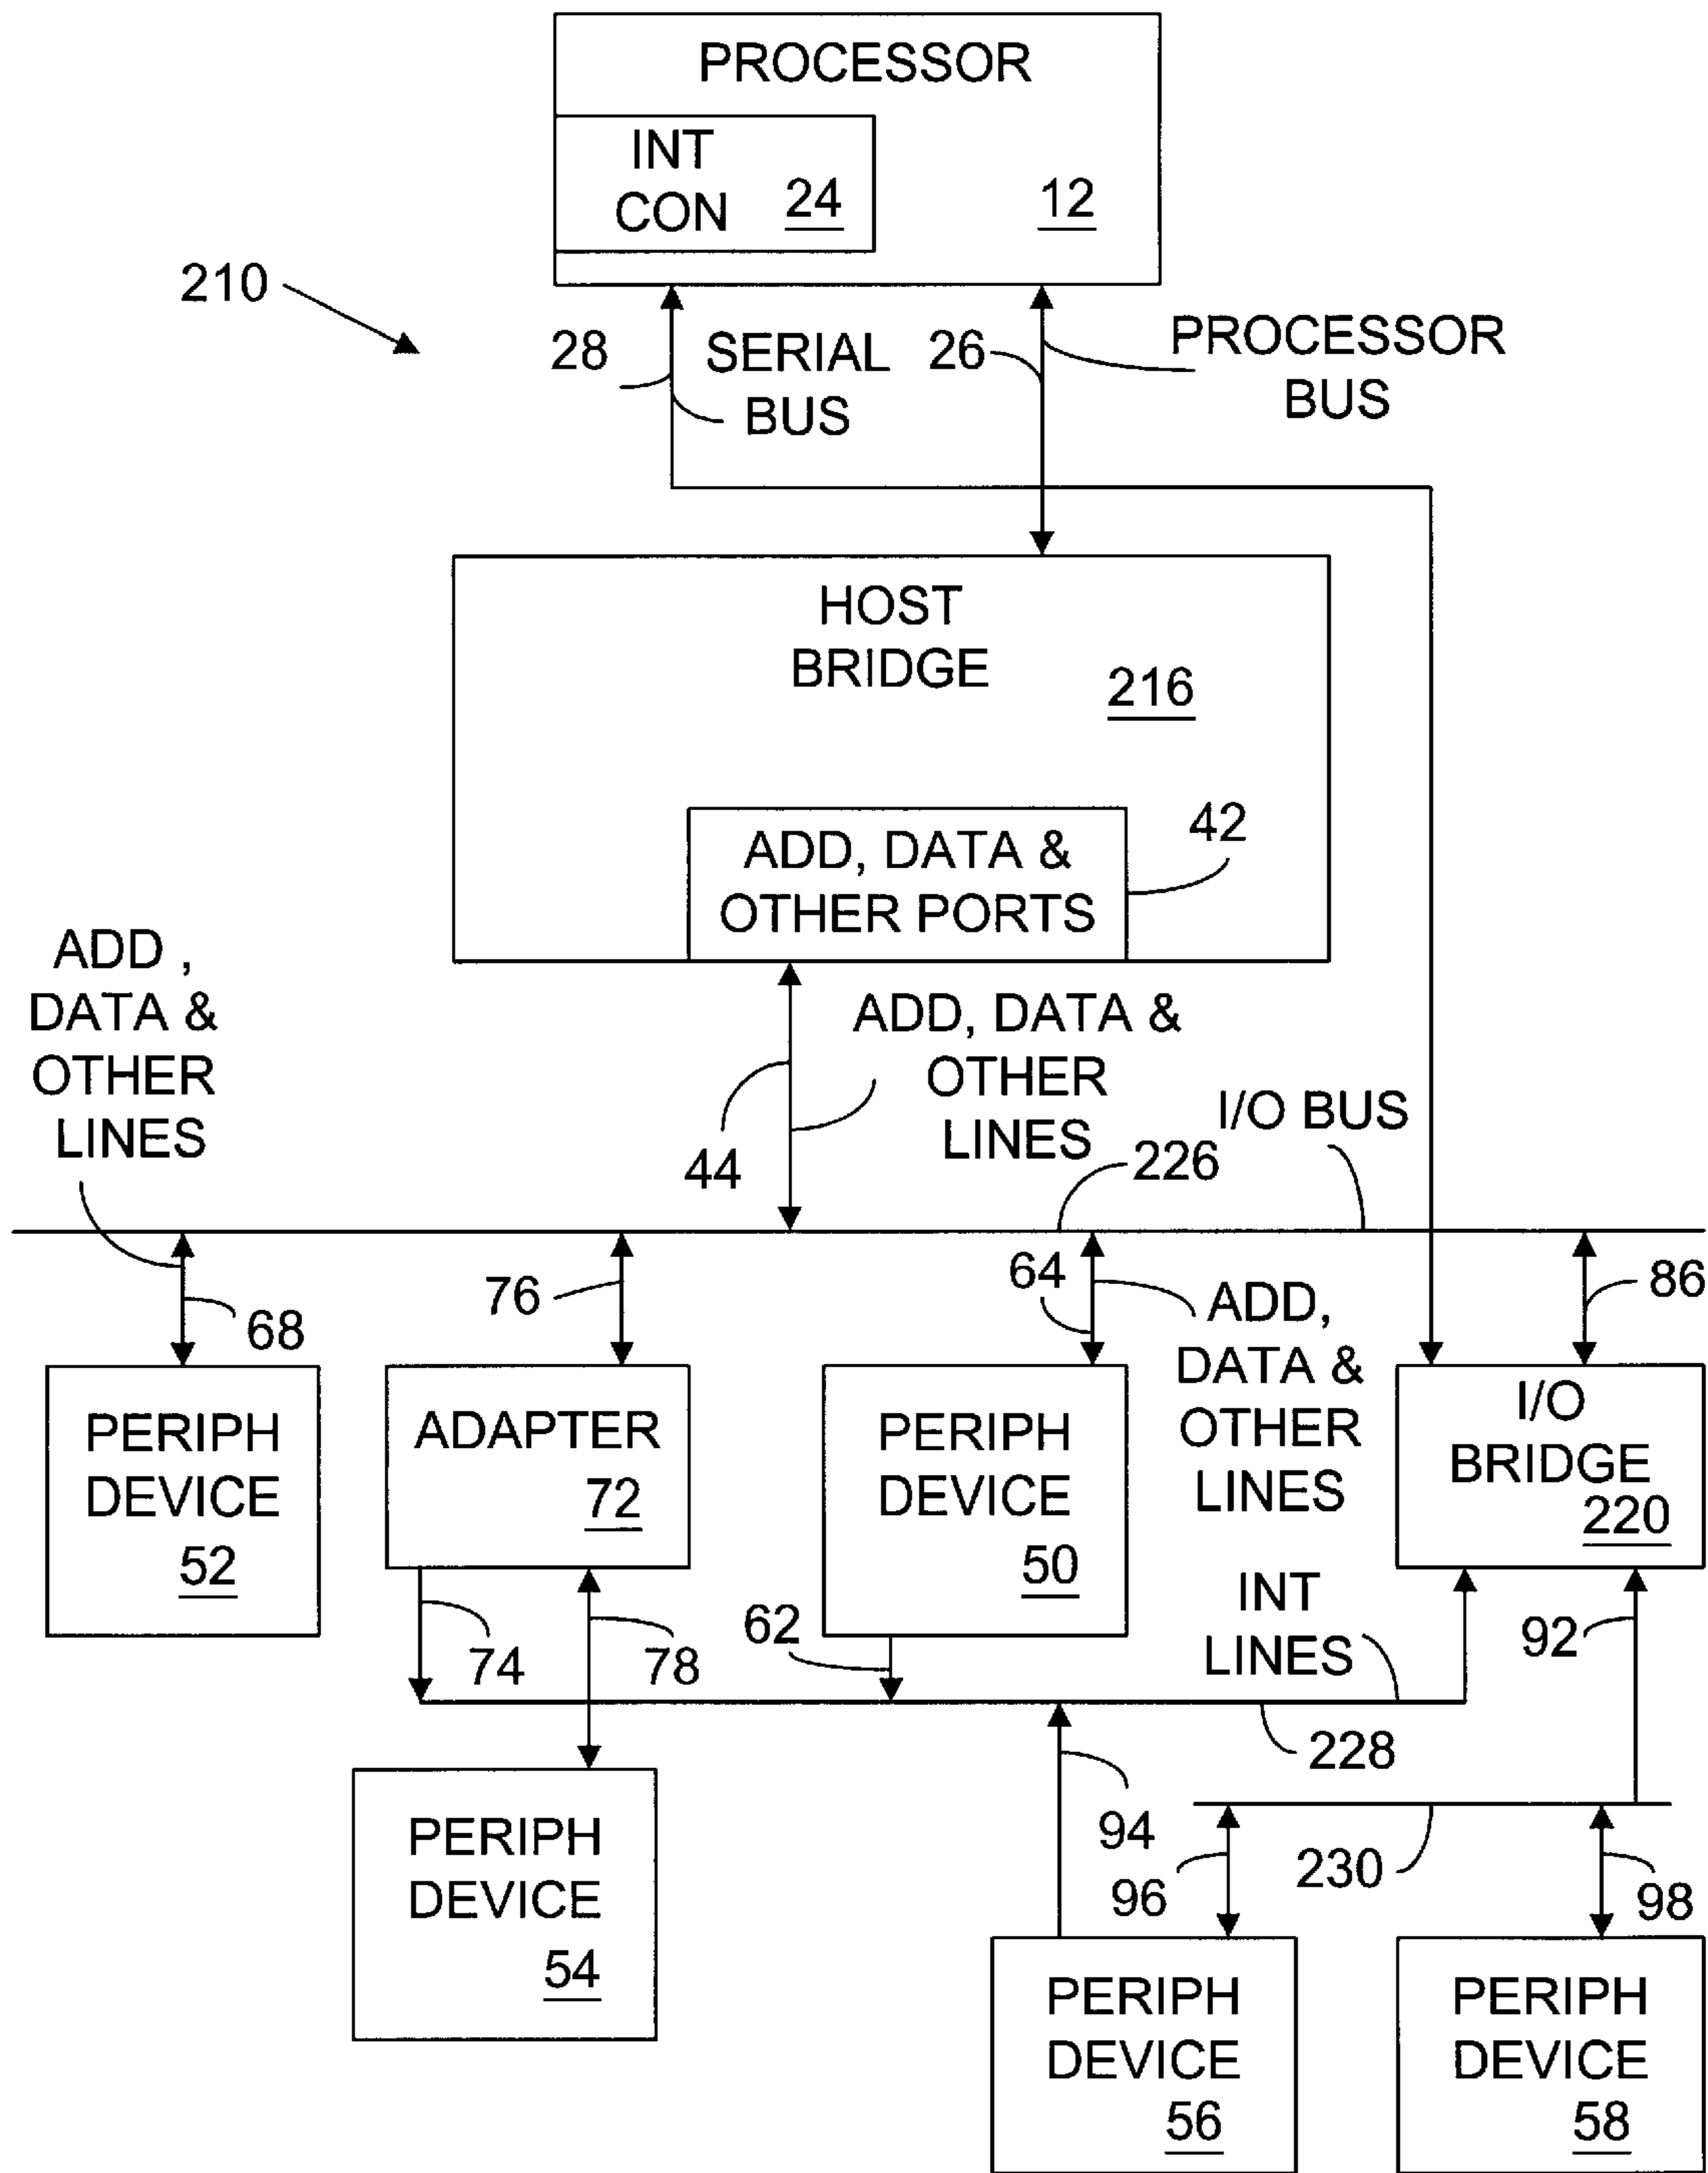 PROCESSOR
INT
CON
24
12
210
28
SERIAL
BUS
26
PROCESSOR
BUS
HOST
BRIDGE
216
ADD, DATA &
OTHER PORTS
42
ADD ,
DATA &
OTHER
LINES
44
ADD, DATA &
OTHER
LINES
I/O BUS
226
68
76
64
ADD,
DATA &
OTHER
LINES
86
PERIPH
DEVICE
52
ADAPTER
72
PERIPH
DEVICE
50
I/O
BRIDGE
220
74
78
62
INT
LINES
92
228
PERIPH
DEVICE
54
94
96
230
98
PERIPH
DEVICE
56
PERIPH
DEVICE
58